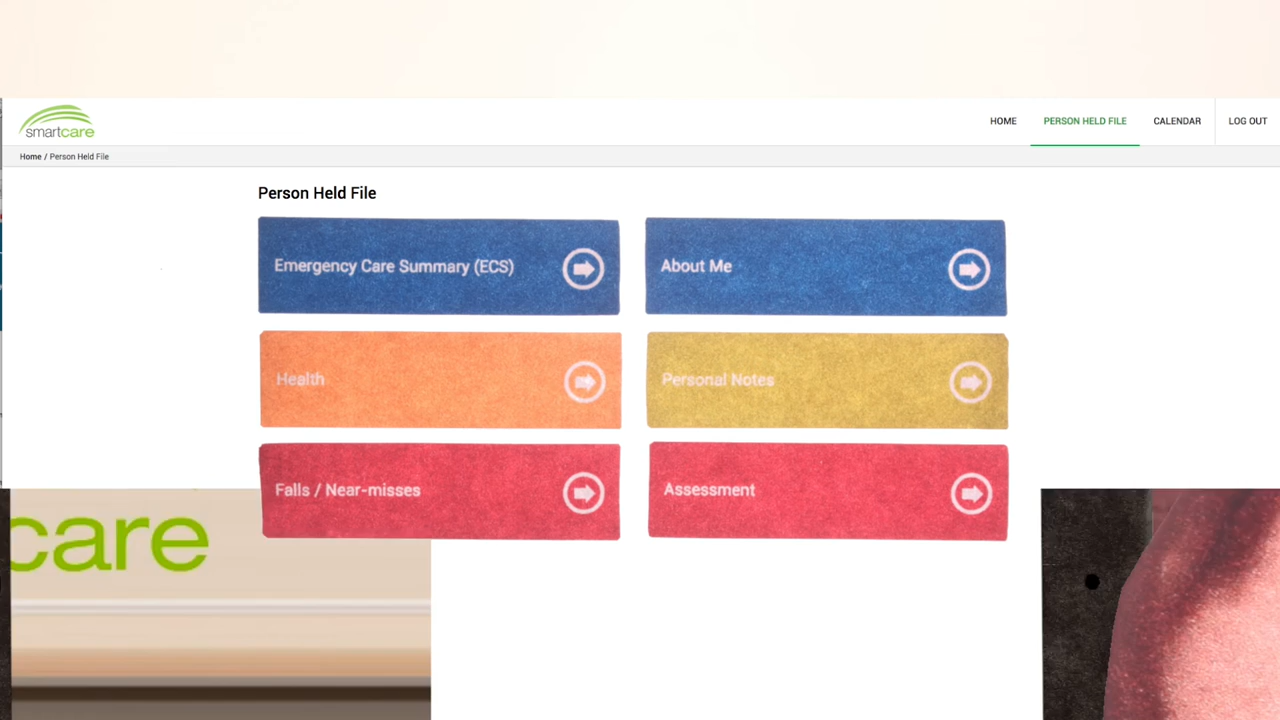 smartcare
HOME
PERSON HELD FILE
CALENDAR
LOG OUT
Home / Person Held File
Person Held File
Emergency Care Summary (ECS)
About Me
Health
Personal Notes
Falls / Near-misses
Assessment
care